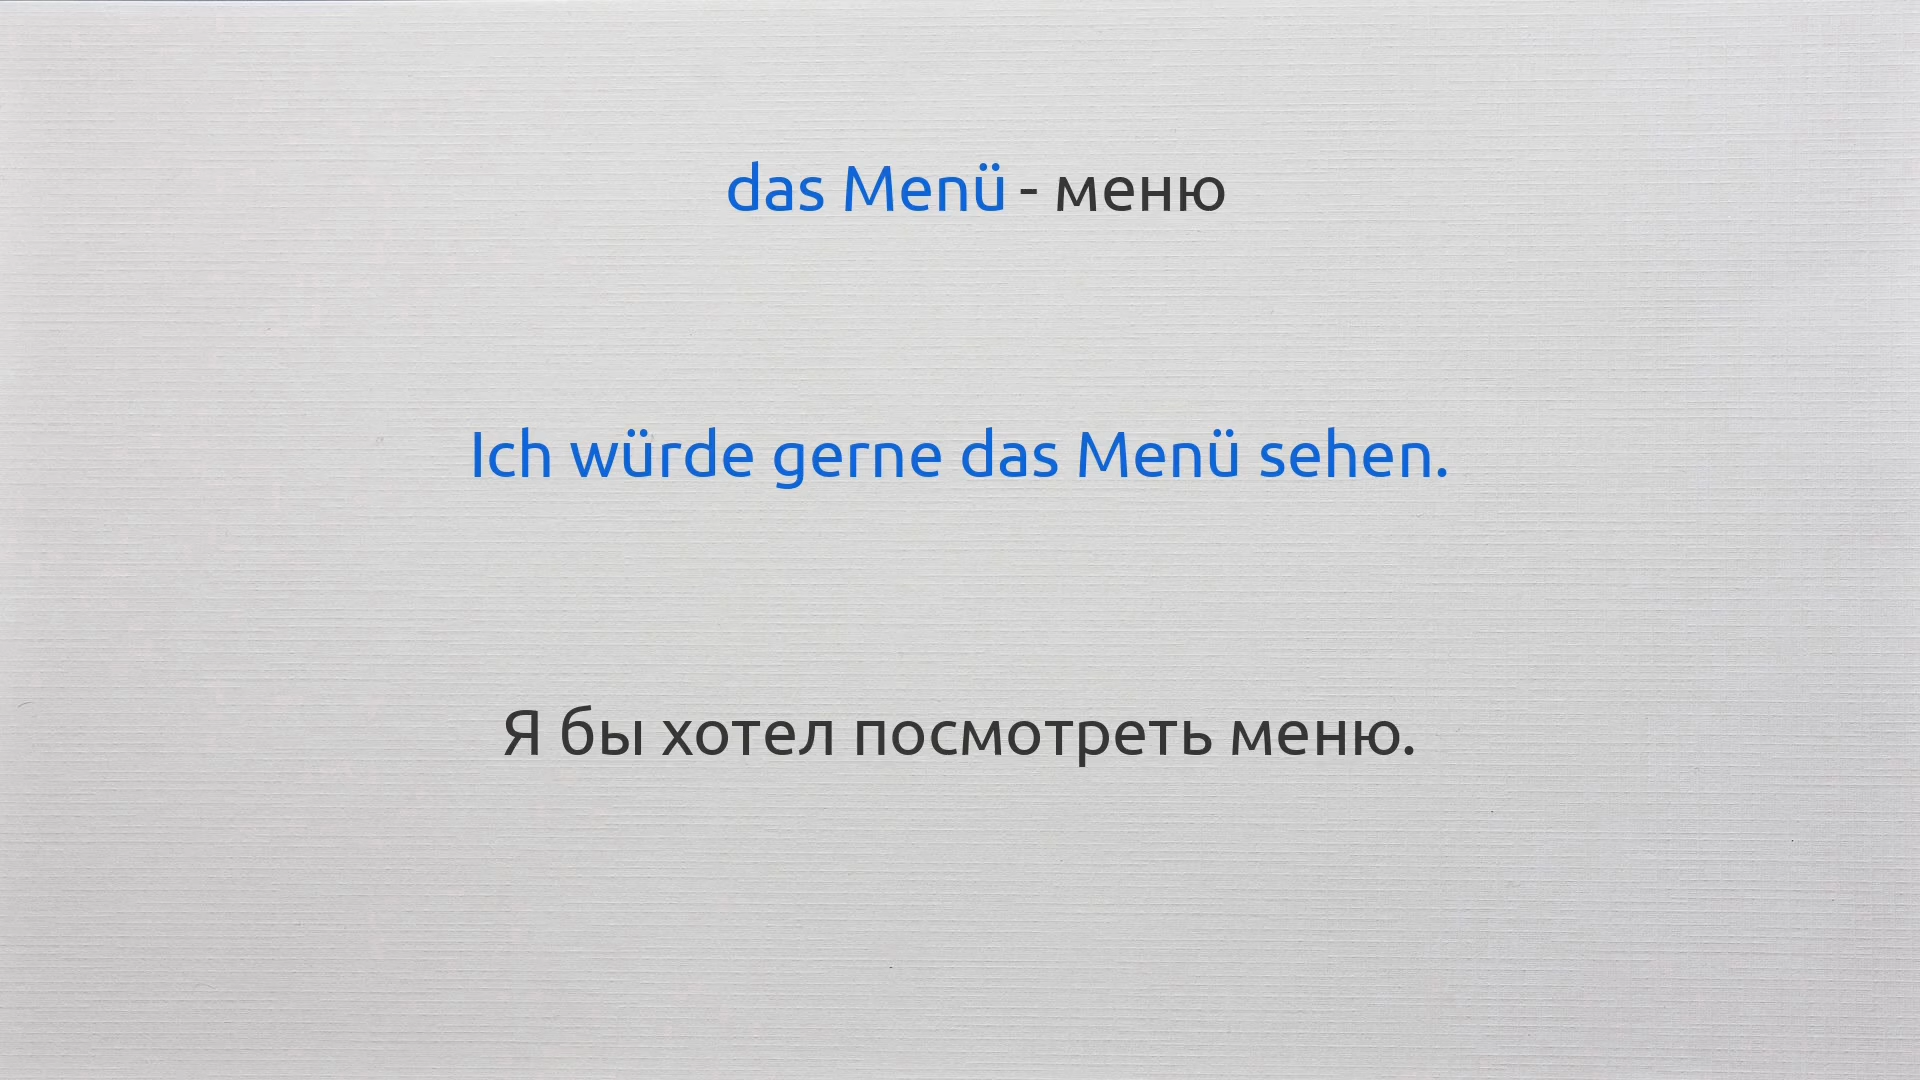 das Menü - меню
Ich würde gerne das Menü sehen.
Я бы хотел посмотреть меню.